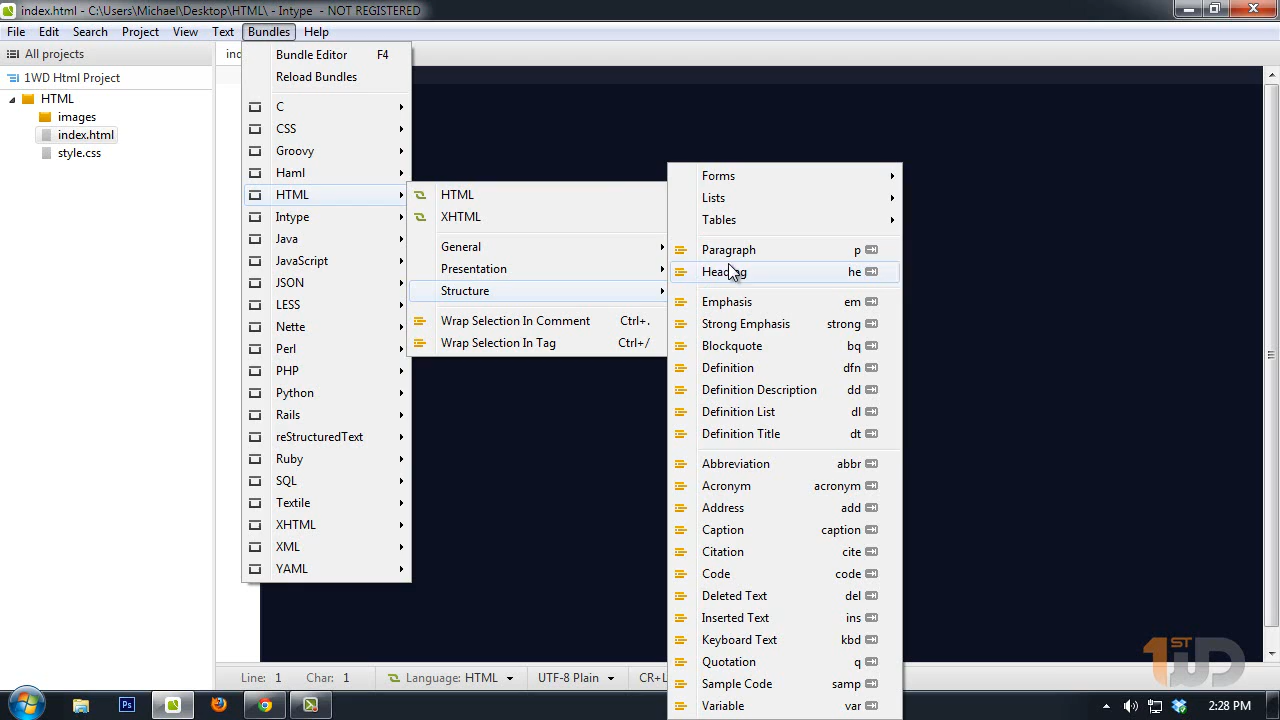 index.html - C:\Users\Michael\Desktop\HTML\ - Intype - NOT REGISTERED
File Edit Search Project View Text Bundles Help
All projects
1WD Html Project
HTML
images
index.html
style.css
Bundle Editor F4
Reload Bundles
C
CSS
Groovy
Haml
HTML
Intype
Java
JavaScript
JSON
LESS
Nette
Perl
PHP
Python
Rails
reStructuredText
Ruby
SQL
Textile
XHTML
XML
YAML
HTML
XHTML
General
Presentation
Structure
Wrap Selection In Comment Ctrl+.
Wrap Selection In Tag Ctrl+/
Forms
Lists
Tables
Paragraph p
Heading he
Emphasis em
Strong Emphasis strong
Blockquote bq
Definition dfn
Definition Description dd
Definition List dl
Definition Title dt
Abbreviation abbr
Acronym acronym
Address add
Caption caption
Citation cite
Code code
Deleted Text del
Inserted Text ins
Keyboard Text kbd
Quotation q
Sample Code samp
Variable var
Line: 1 Char: 1 Language: HTML UTF-8 Plain CR+L
1ST WD
Ps
2:28 PM